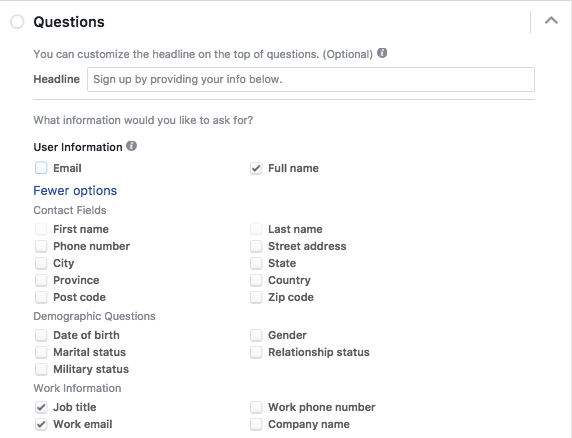 Questions
You can customize the headline on the top of questions. (Optional)
Headline Sign up by providing your info below.
What information would you like to ask for?
User Information
Email Full name
Fewer options
Contact Fields
First name Last name
Phone number Street address
City State
Province Country
Post code Zip code
Demographic Questions
Date of birth Gender
Marital status Relationship status
Military status
Work Information
Job title Work phone number
Work email Company name